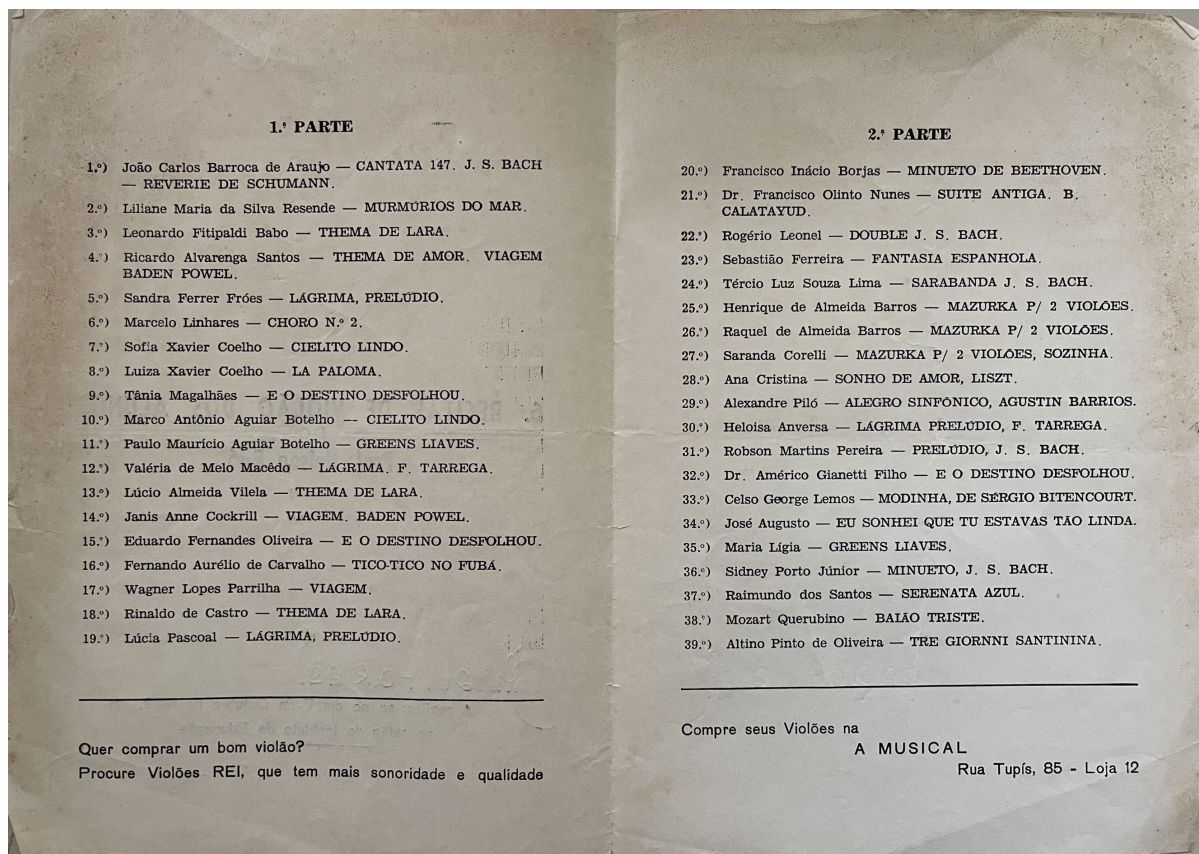 1.ª PARTE
1.º) João Carlos Barroca de Araujo — CANTATA 147. J. S. BACH
— REVERIE DE SCHUMANN.
2.º) Liliane Maria da Silva Resende — MURMÚRIOS DO MAR.
3.º) Leonardo Fitipaldi Babo — THEMA DE LARA.
4.º) Ricardo Alvarenga Santos — THEMA DE AMOR. VIAGEM
BADEN POWEL.
5.º) Sandra Ferrer Fróes — LÁGRIMA, PRELÚDIO.
6.º) Marcelo Linhares — CHORO N.º 2.
7.º) Sofia Xavier Coelho — CIELITO LINDO.
8.º) Luiza Xavier Coelho — LA PALOMA.
9.º) Tânia Magalhães — E O DESTINO DESFOLHOU.
10.º) Marco Antônio Aguiar Botelho — CIELITO LINDO.
11.º) Paulo Maurício Aguiar Botelho — GREENS LIAVES.
12.º) Valéria de Melo Macêdo — LÁGRIMA. F. TARREGA.
13.º) Lúcio Almeida Vilela — THEMA DE LARA.
14.º) Janis Anne Cockrill — VIAGEM. BADEN POWEL.
15.º) Eduardo Fernandes Oliveira — E O DESTINO DESFOLHOU.
16.º) Fernando Aurélio de Carvalho — TICO-TICO NO FUBÁ.
17.º) Wagner Lopes Parrilha — VIAGEM.
18.º) Rinaldo de Castro — THEMA DE LARA.
19.º) Lúcia Pascoal — LÁGRIMA, PRELÚDIO.
Quer comprar um bom violão?
Procure Violões REI, que tem mais sonoridade e qualidade
2.ª PARTE
20.º) Francisco Inácio Borjas — MINUETO DE BEETHOVEN.
21.º) Dr. Francisco Olinto Nunes — SUITE ANTIGA. B.
CALATAYUD.
22.º) Rogério Leonel — DOUBLE J. S. BACH.
23.º) Sebastião Ferreira — FANTASIA ESPANHOLA.
24.º) Tércio Luz Souza Lima — SARABANDA J. S. BACH.
25.º) Henrique de Almeida Barros — MAZURKA P/ 2 VIOLÕES.
26.º) Raquel de Almeida Barros — MAZURKA P/ 2 VIOLÕES.
27.º) Saranda Corelli — MAZURKA P/ 2 VIOLÕES, SOZINHA.
28.º) Ana Cristina — SONHO DE AMOR, LISZT.
29.º) Alexandre Piló — ALEGRO SINFÔNICO, AGUSTIN BARRIOS.
30.º) Heloisa Anversa — LÁGRIMA PRELÚDIO, F. TARREGA.
31.º) Robson Martins Pereira — PRELÚDIO, J. S. BACH.
32.º) Dr. Américo Gianetti Filho — E O DESTINO DESFOLHOU.
33.º) Celso George Lemos — MODINHA, DE SÉRGIO BITENCOURT.
34.º) José Augusto — EU SONHEI QUE TU ESTAVAS TÃO LINDA.
35.º) Maria Lígia — GREENS LIAVES.
36.º) Sidney Porto Júnior — MINUETO, J. S. BACH.
37.º) Raimundo dos Santos — SERENATA AZUL.
38.º) Mozart Querubino — BAIÃO TRISTE.
39.º) Altino Pinto de Oliveira — TRE GIORNNI SANTININA.
Compre seus Violões na
A MUSICAL
Rua Tupís, 85 - Loja 12